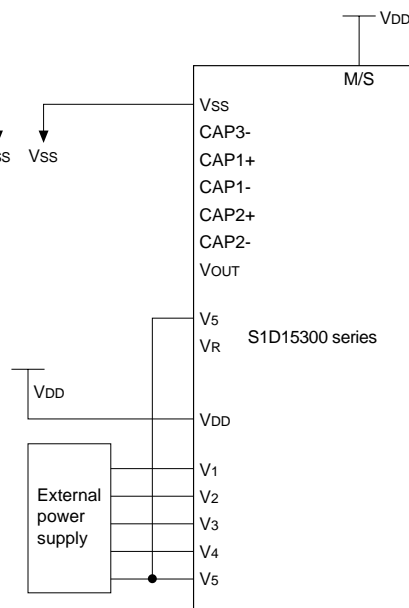 VDD
M/S
VSS
CAP3-
SS VSS
CAP1+
CAP1-
CAP2+
CAP2-
VOUT
V5
VR S1D15300 series
VDD
VDD
V1
External V2
power V3
supply V4
V5